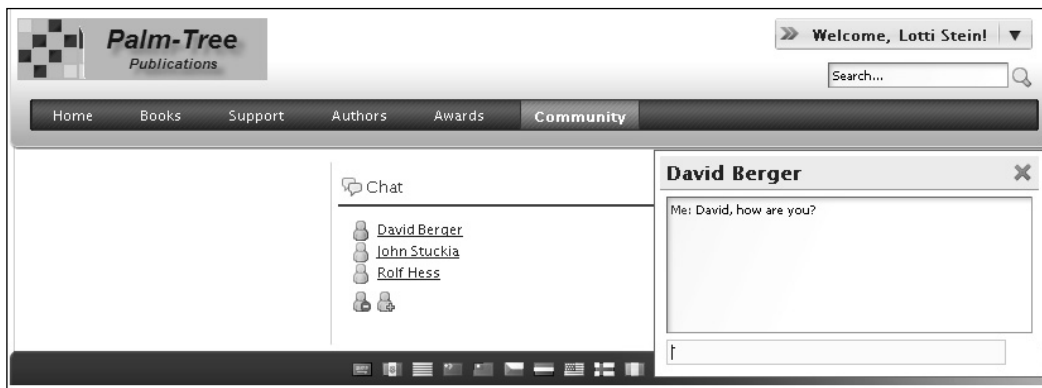 Palm-Tree
Publications
Welcome, Lotti Stein!
Search...
Home Books Support Authors Awards Community
Chat
David Berger
John Stuckia
Rolf Hess
David Berger
Me: David, how are you?